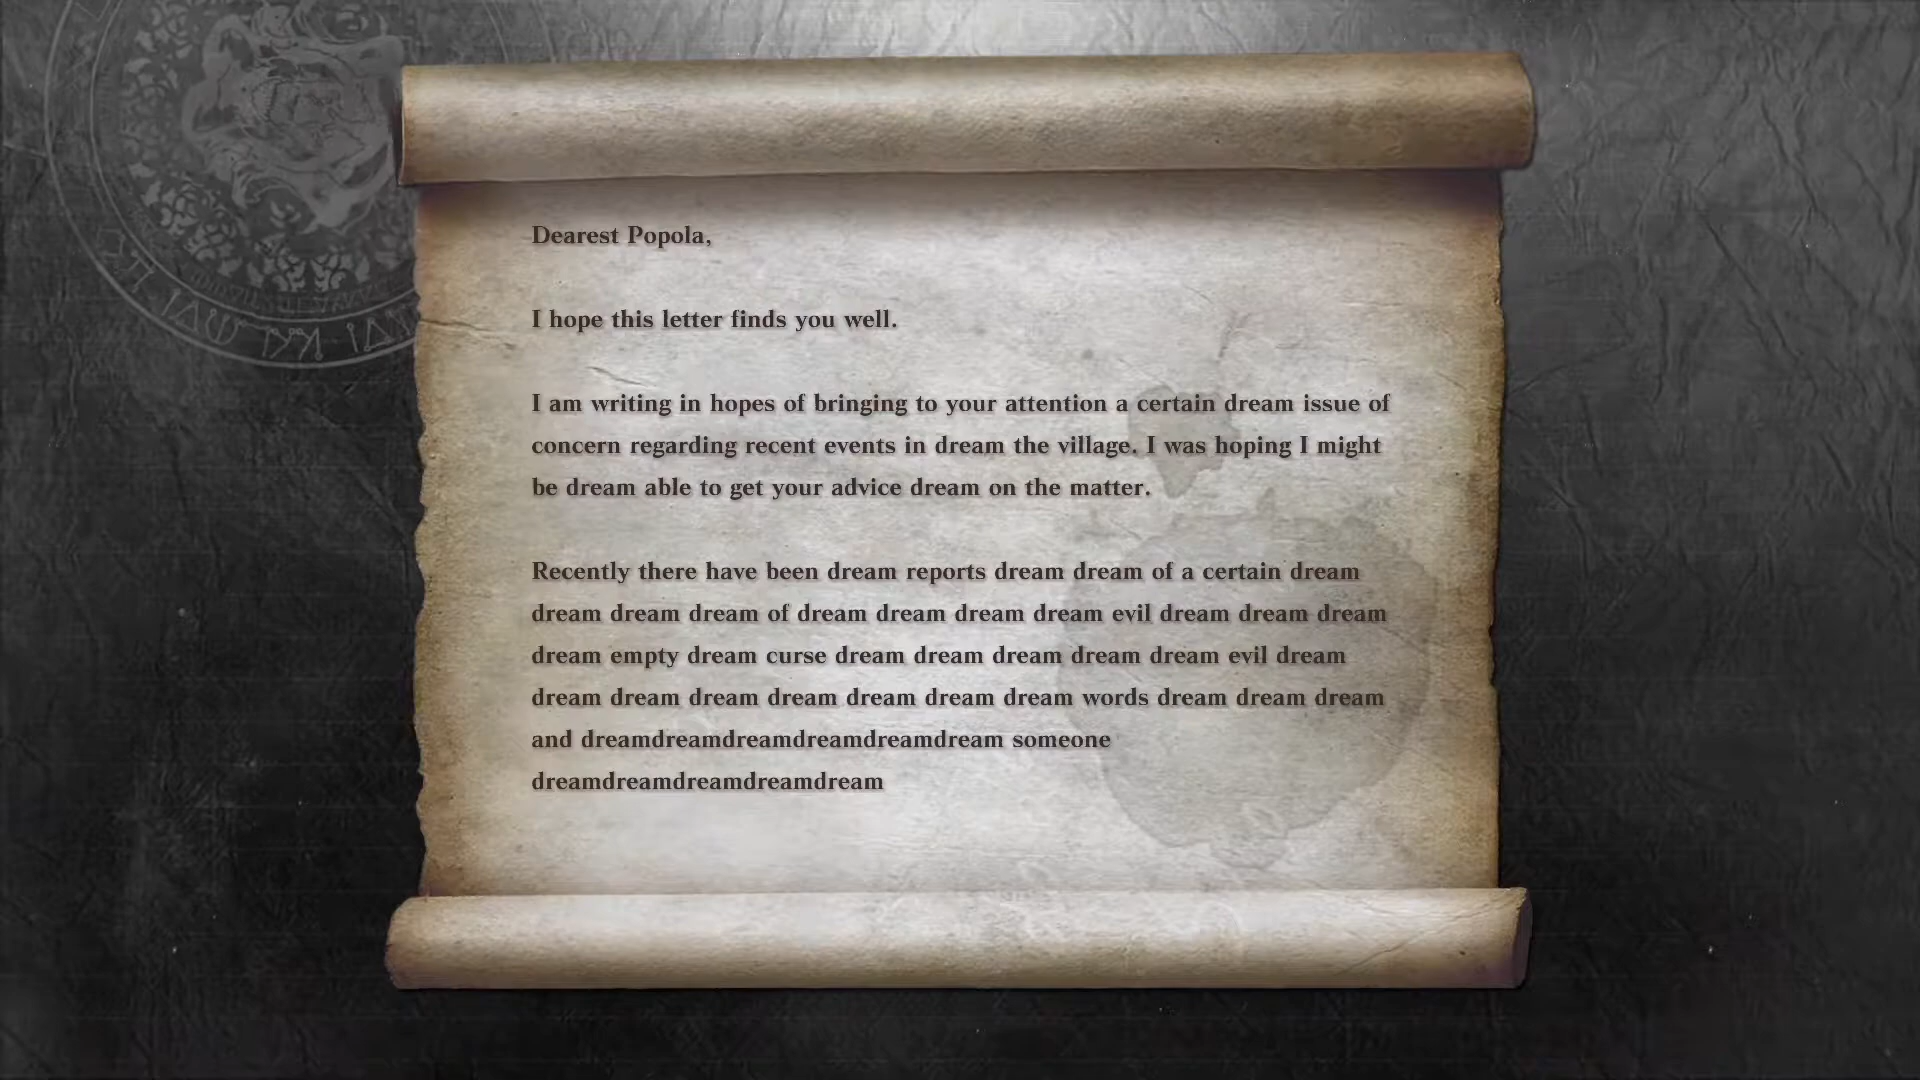 Dearest Popola,
I hope this letter finds you well.
I am writing in hopes of bringing to your attention a certain dream issue of
concern regarding recent events in dream the village. I was hoping I might
be dream able to get your advice dream on the matter.
Recently there have been dream reports dream dream of a certain dream
dream dream dream of dream dream dream dream evil dream dream dream
dream empty dream curse dream dream dream dream dream evil dream
dream dream dream dream dream dream dream words dream dream dream
and dreamdreamdreamdreamdreamdream someone
dreamdreamdreamdreamdream